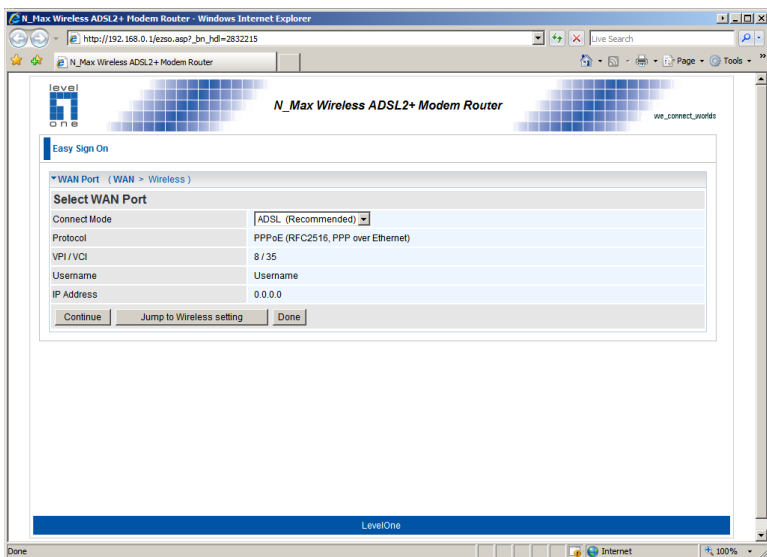 N_Max Wireless ADSL2+ Modem Router - Windows Internet Explorer
http://192.168.0.1/ezso.asp?_bn_hdl=2832215
Live Search
N_Max Wireless ADSL2+ Modem Router
Page
Tools
level
one
N_Max Wireless ADSL2+ Modem Router
we_connect_worlds
Easy Sign On
WAN Port ( WAN > Wireless )
Select WAN Port
Connect Mode ADSL (Recommended)
Protocol PPPoE (RFC2516, PPP over Ethernet)
VPI / VCI 8 / 35
Username Username
IP Address 0.0.0.0
Continue Jump to Wireless setting Done
LevelOne
Done Internet 100%